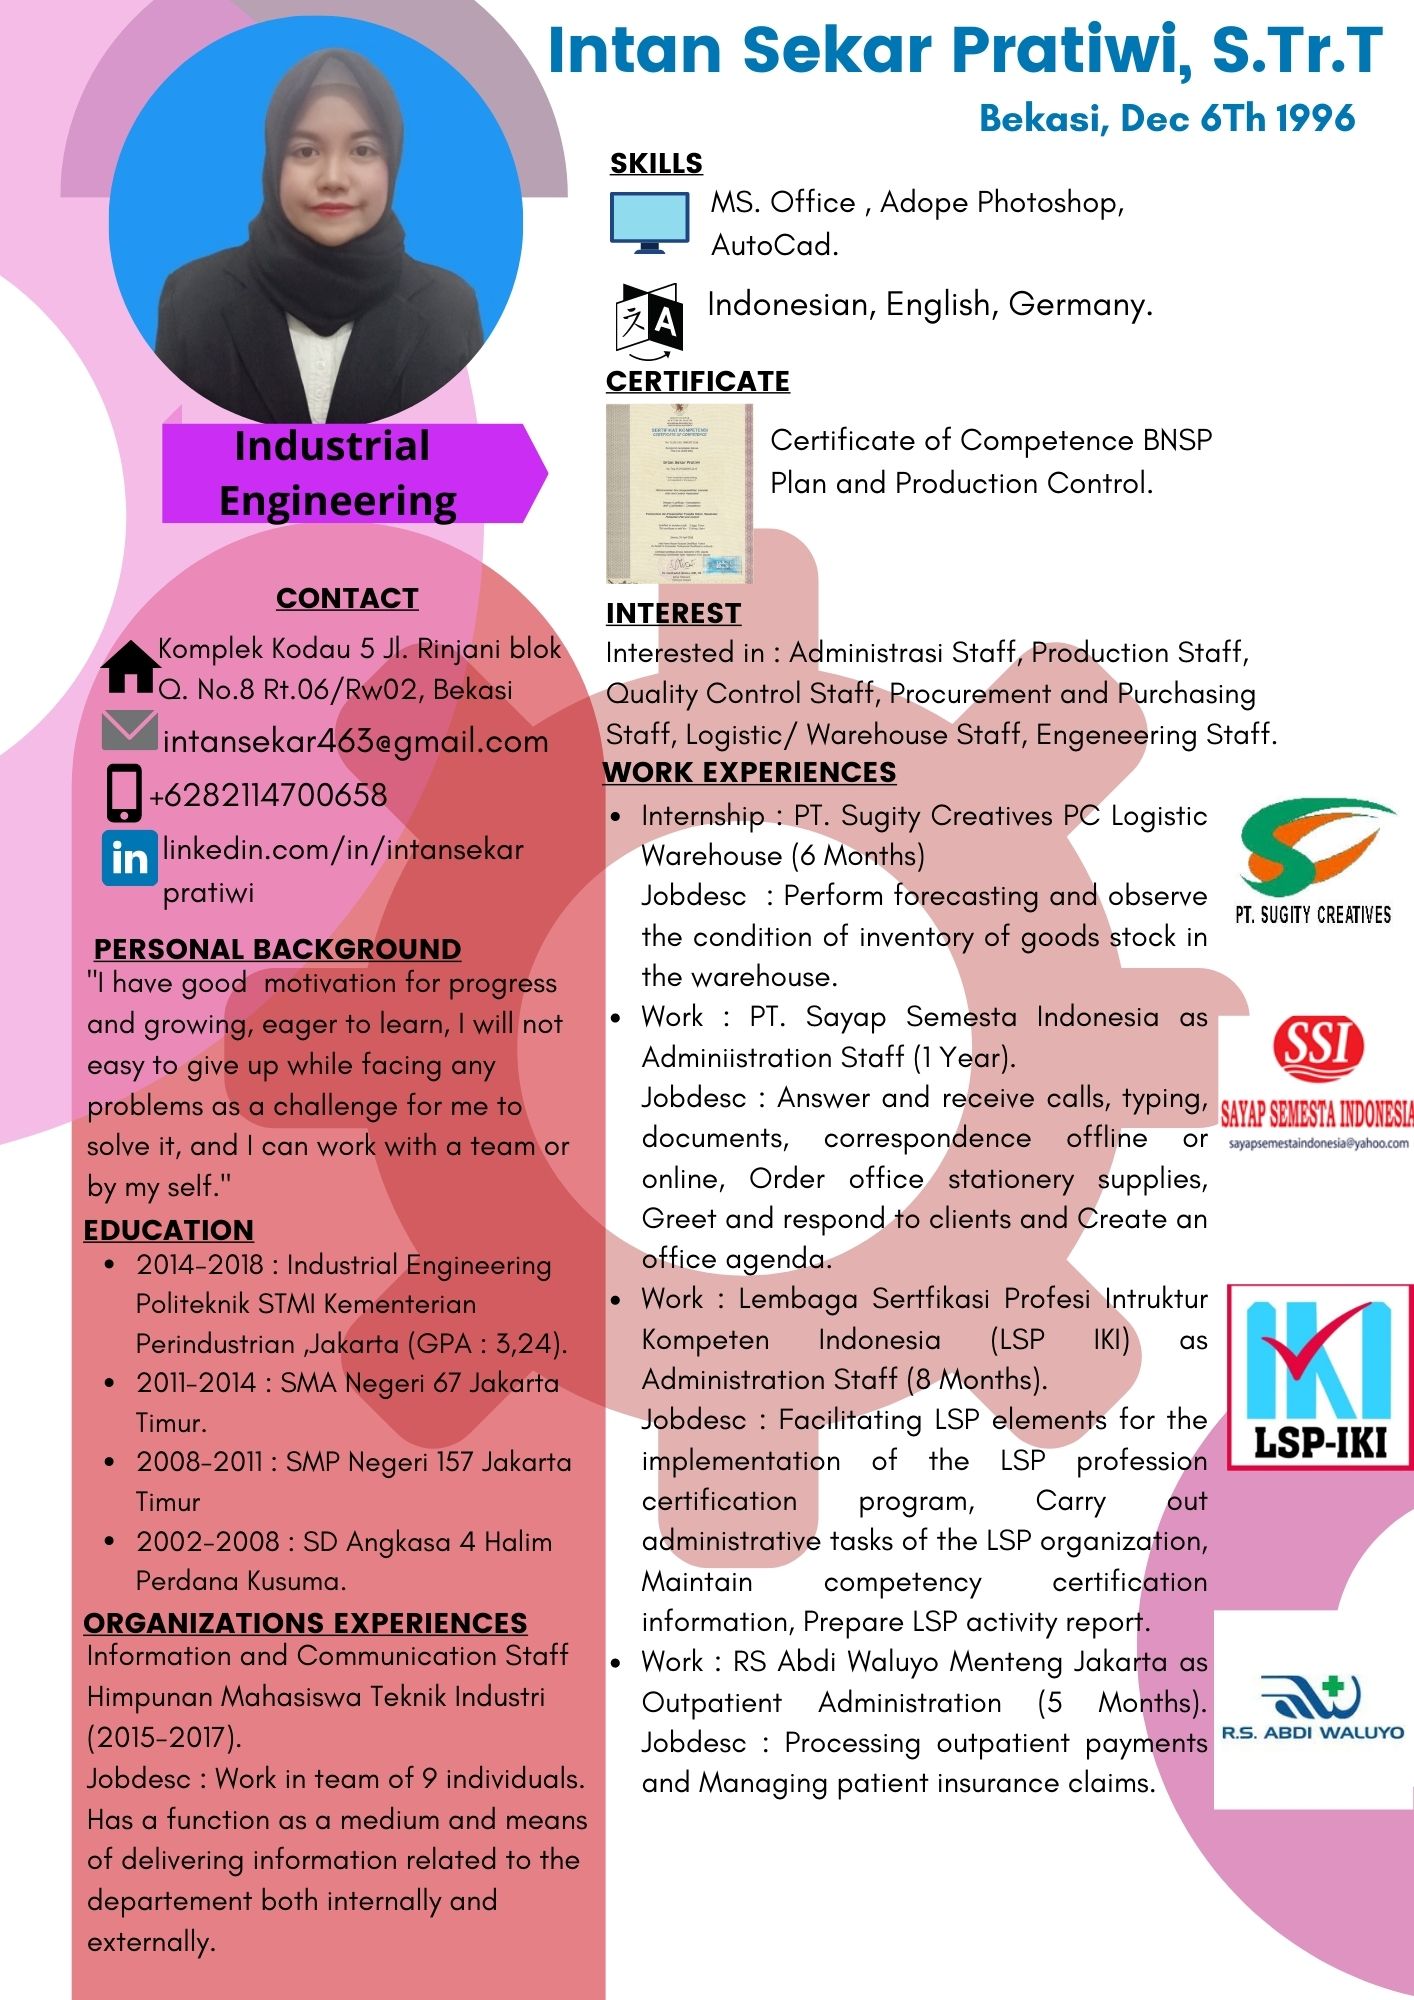 Intan Sekar Pratiwi, S.Tr.T
Bekasi, Dec 6Th 1996
Industrial
Engineering
CONTACT
Komplek Kodau 5 Jl. Rinjani blok
Q. No.8 Rt.06/Rw02, Bekasi
intansekar463@gmail.com
+6282114700658
in
linkedin.com/in/intansekar
pratiwi
PERSONAL BACKGROUND
"I have good motivation for progress
and growing, eager to learn, I will not
easy to give up while facing any
problems as a challenge for me to
solve it, and I can work with a team or
by my self."
EDUCATION
• 2014-2018 : Industrial Engineering
Politeknik STMI Kementerian
Perindustrian ,Jakarta (GPA : 3,24).
• 2011-2014 : SMA Negeri 67 Jakarta
Timur.
• 2008-2011 : SMP Negeri 157 Jakarta
Timur
• 2002-2008 : SD Angkasa 4 Halim
Perdana Kusuma.
ORGANIZATIONS EXPERIENCES
Information and Communication Staff
Himpunan Mahasiswa Teknik Industri
(2015-2017).
Jobdesc : Work in team of 9 individuals.
Has a function as a medium and means
of delivering information related to the
departement both internally and
externally.
SKILLS
MS. Office , Adope Photoshop,
AutoCad.
A
Indonesian, English, Germany.
CERTIFICATE
SERTIFIKAT KOMPETENSI
CERTIFICATE OF COMPETENCE
Intan Sekar Pratiwi
Certificate of Competence BNSP
Plan and Production Control.
INTEREST
Interested in : Administrasi Staff, Production Staff,
Quality Control Staff, Procurement and Purchasing
Staff, Logistic/ Warehouse Staff, Engeneering Staff.
WORK EXPERIENCES
• Internship : PT. Sugity Creatives PC Logistic
Warehouse (6 Months)
Jobdesc : Perform forecasting and observe
the condition of inventory of goods stock in
the warehouse.
PT. SUGITY CREATIVES
• Work : PT. Sayap Semesta Indonesia as
Adminiistration Staff (1 Year).
Jobdesc : Answer and receive calls, typing,
documents, correspondence offline or
online, Order office stationery supplies,
Greet and respond to clients and Create an
office agenda.
SSI
SAYAP SEMESTA INDONESIA
sayapsemestaindonesia@yahoo.com
• Work : Lembaga Sertfikasi Profesi Intruktur
Kompeten Indonesia (LSP IKI) as
Administration Staff (8 Months).
Jobdesc : Facilitating LSP elements for the
implementation of the LSP profession
certification program, Carry out
administrative tasks of the LSP organization,
Maintain competency certification
information, Prepare LSP activity report.
IKI
LSP-IKI
• Work : RS Abdi Waluyo Menteng Jakarta as
Outpatient Administration (5 Months).
Jobdesc : Processing outpatient payments
and Managing patient insurance claims.
R.S. ABDI WALUYO